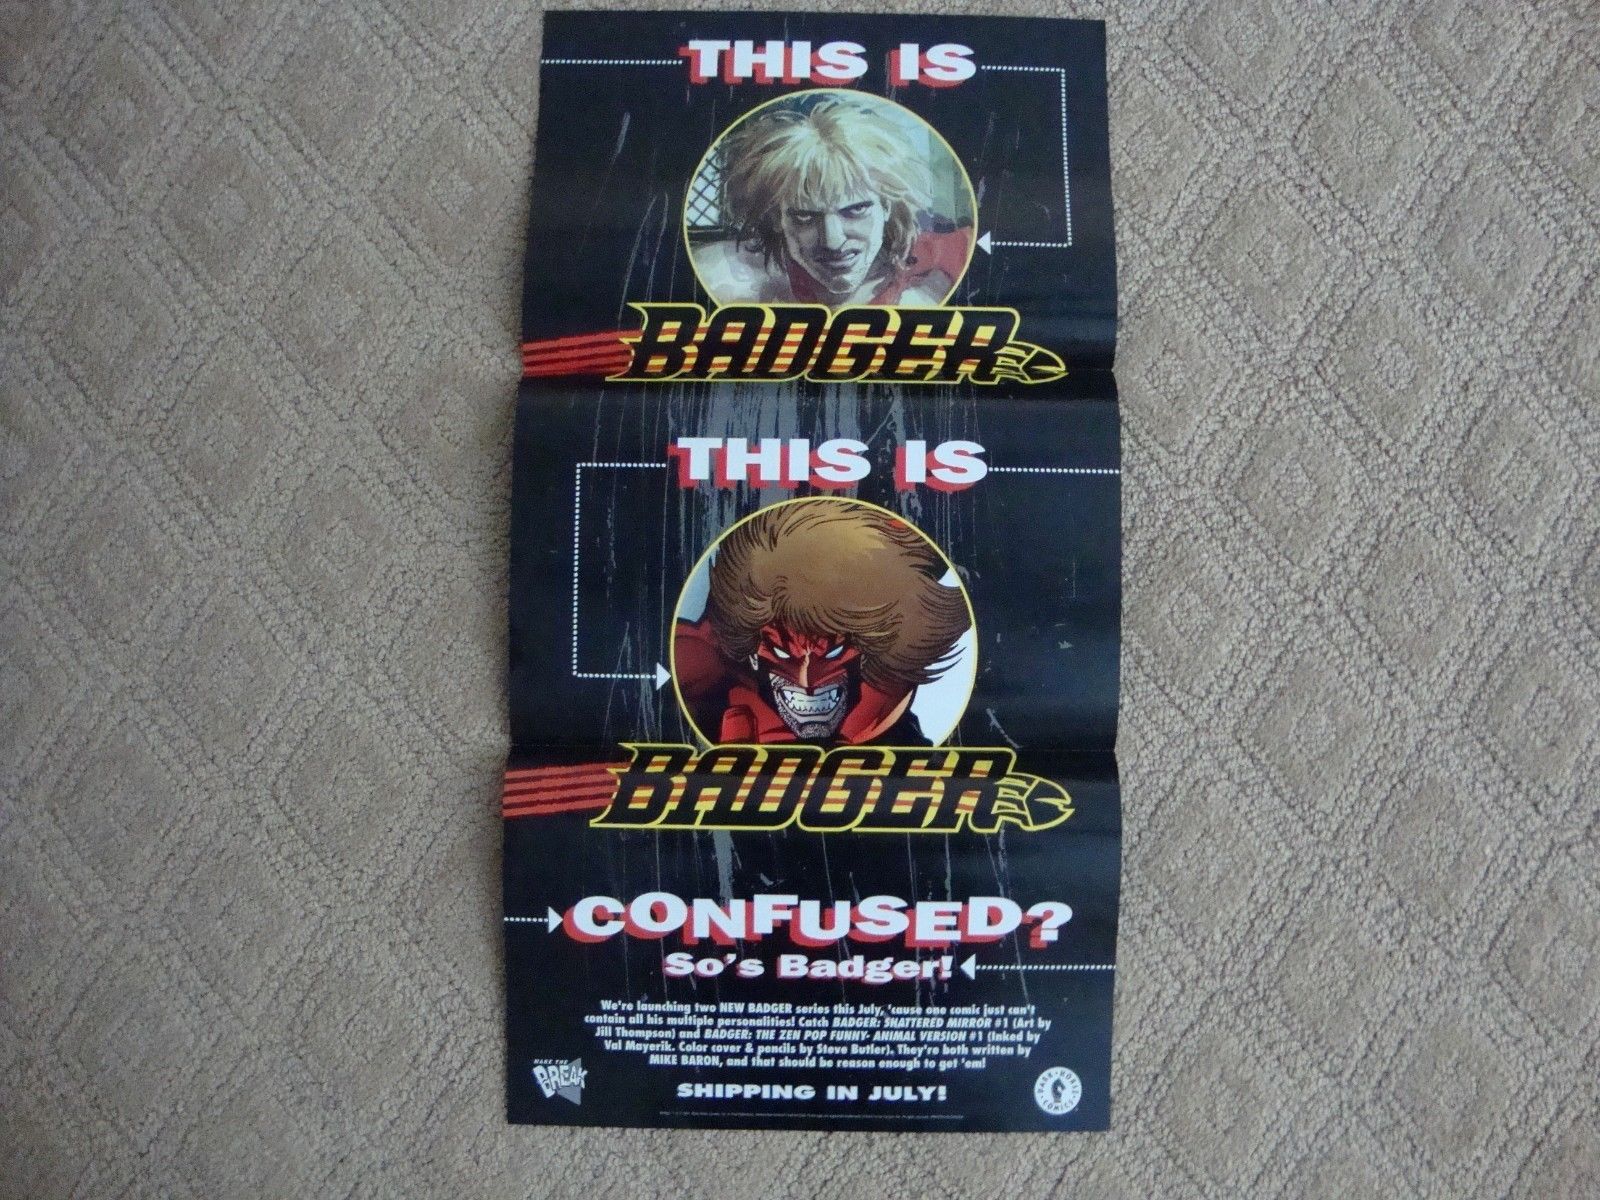 THIS IS
BADGER
THIS IS
BADGER
CONFUSED?
So's Badger!
We're launching two NEW BADGER series this July, 'cause one comic just can't
contain all his multiple personalities! Catch BADGER: SHATTERED MIRROR #1 (Art by
Jill Thompson) and BADGER: THE ZEN POP FUNNY- ANIMAL VERSION #1 (Inked by
Val Mayerik. Color cover & pencils by Steve Butler). They're both written by
MIKE BARON, and that should be reason enough to get 'em!
MAKE THE
BREAK
SHIPPING IN JULY!
DARK HORSE
COMICS